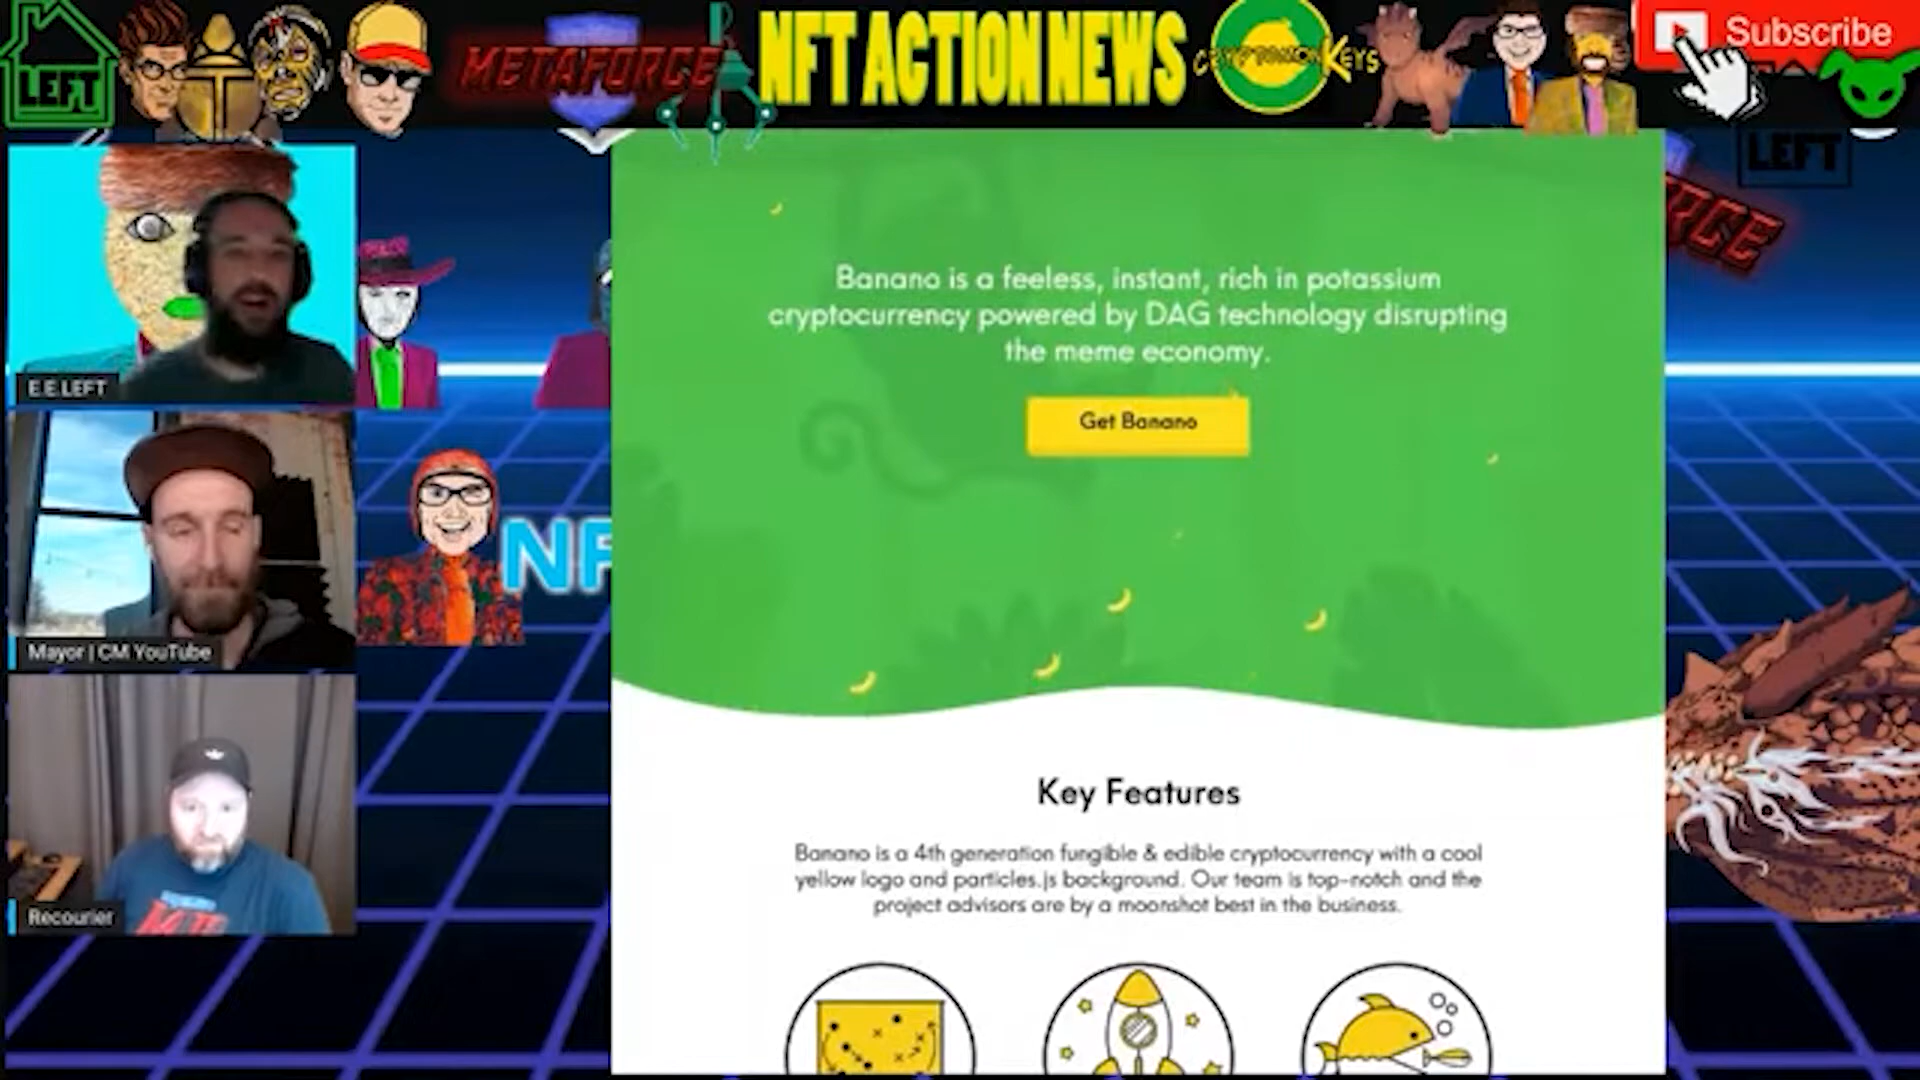 LEFT
METAFORCE
NFT ACTION NEWS
CRYPTOMONKEYS
Subscribe
LEFT
RCE
E.E.LEFT
Banano is a feeless, instant, rich in potassium
cryptocurrency powered by DAG technology disrupting
the meme economy.
Get Banano
NF
Mayor | CM YouTube
Key Features
Banano is a 4th generation fungible & edible cryptocurrency with a cool
yellow logo and particles.js background. Our team is top-notch and the
project advisors are by a moonshot best in the business.
Recourier